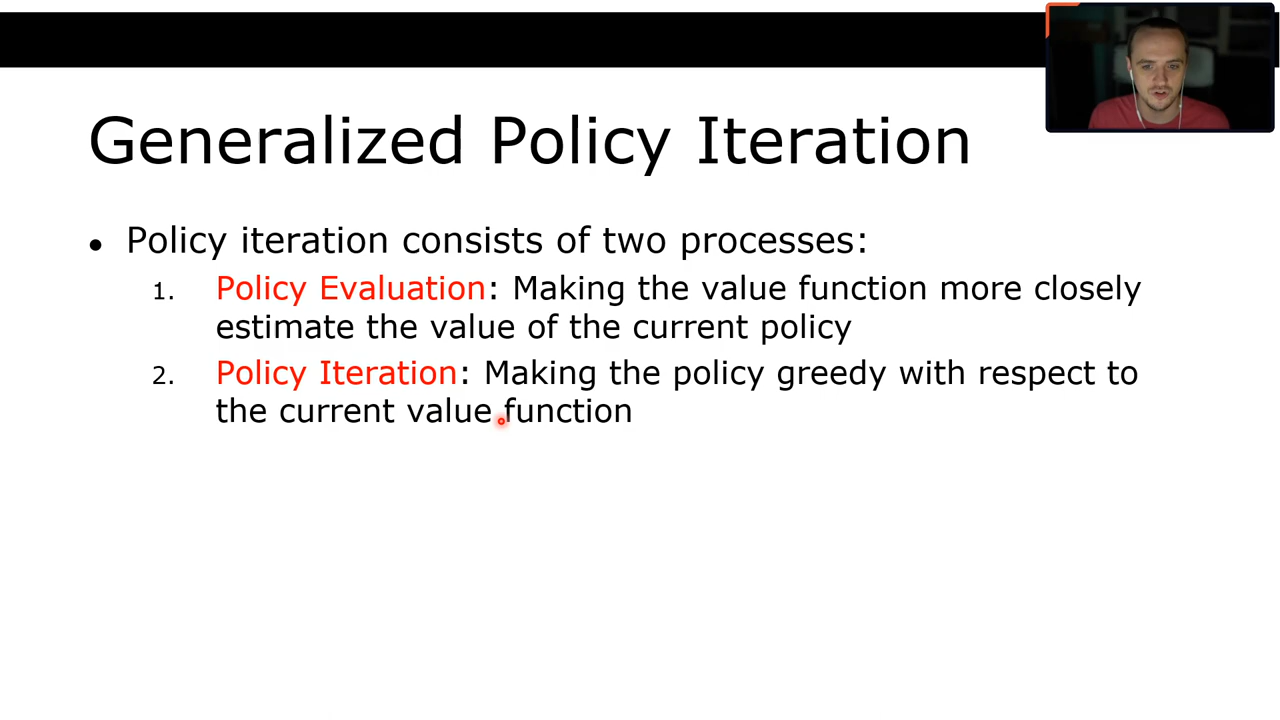 Generalized Policy Iteration
● Policy iteration consists of two processes:
1. Policy Evaluation: Making the value function more closely
estimate the value of the current policy
2. Policy Iteration: Making the policy greedy with respect to
the current value function